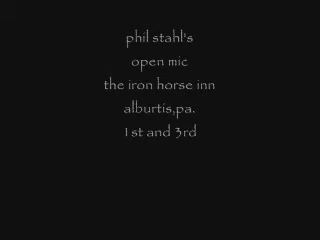 phil stahl's
open mic
the iron horse inn
alburtis,pa.
1st and 3rd